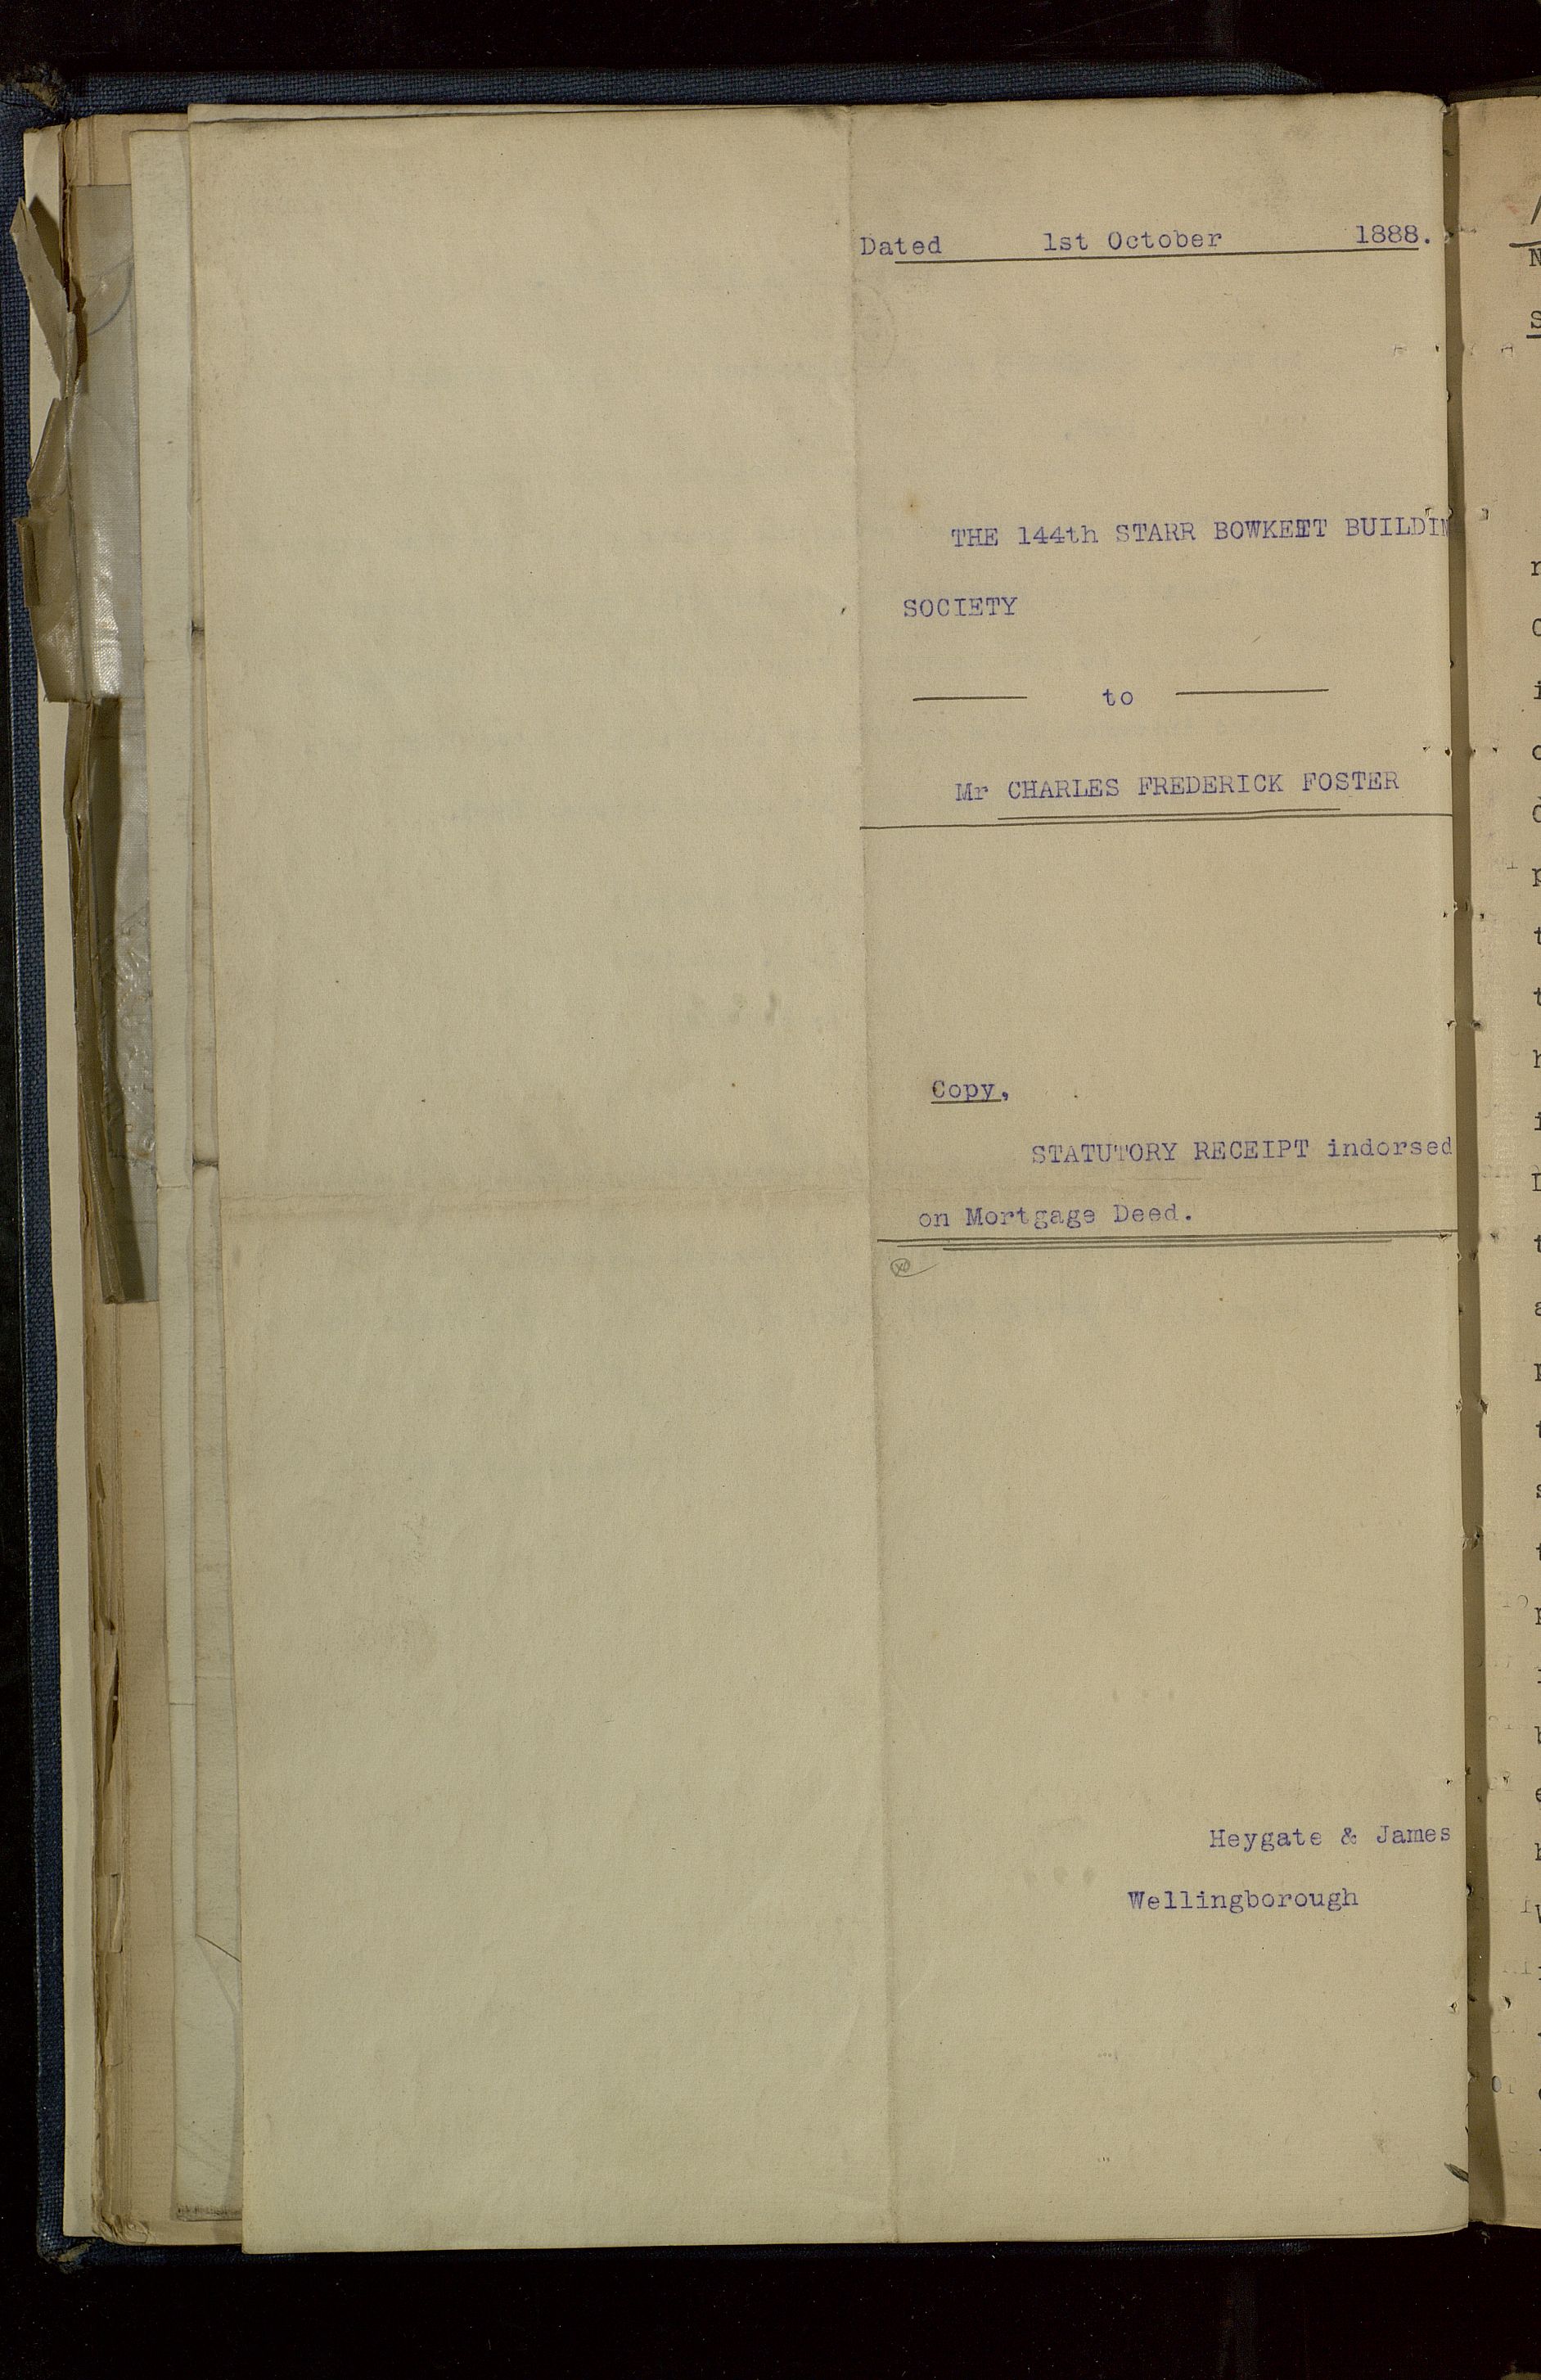 Dated 1st October 1888.
THE 144th STARR BOWKETT BUILDIN
SOCIETY
to
Mr CHARLES FREDERICK FOSTER
Copy,
STATUTORY RECEIPT indorsed
on Mortgage Deed.
Heygate & James
Wellingborough